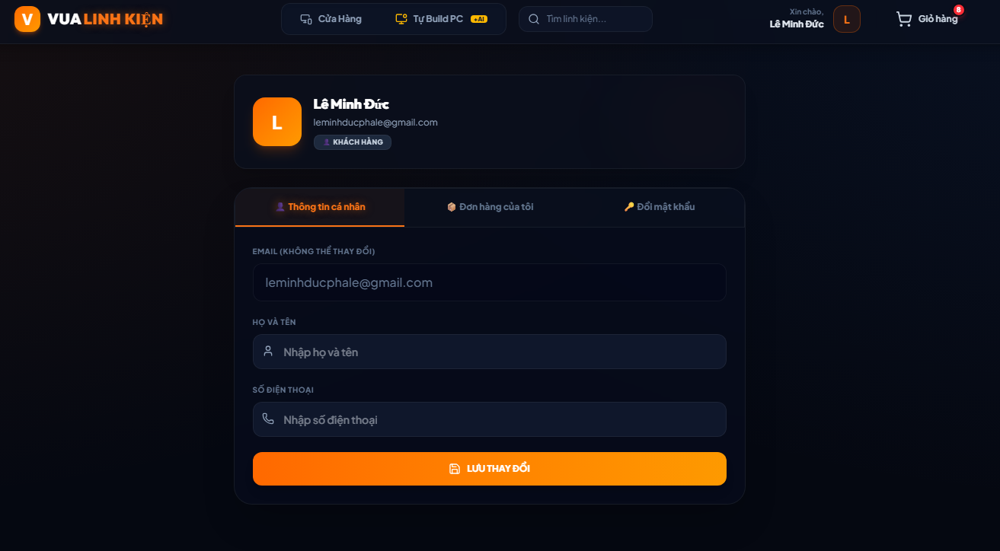 V VUA LINH KIỆN
Cửa Hàng
Tự Build PC +AI
Tìm linh kiện...
Xin chào,
Lê Minh Đức
L
8
Giỏ hàng
L
Lê Minh Đức
leminhducphale@gmail.com
👤 KHÁCH HÀNG
👤 Thông tin cá nhân
📦 Đơn hàng của tôi
🔑 Đổi mật khẩu
EMAIL (KHÔNG THỂ THAY ĐỔI)
leminhducphale@gmail.com
HỌ VÀ TÊN
Nhập họ và tên
SỐ ĐIỆN THOẠI
Nhập số điện thoại
LƯU THAY ĐỔI